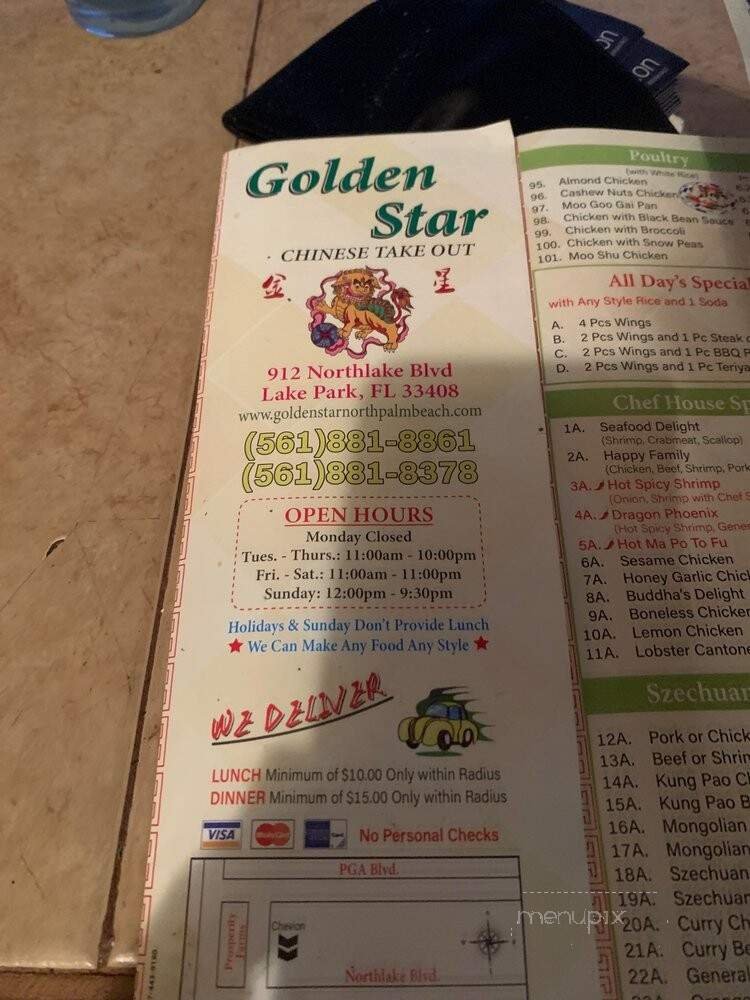 Golden
Star
CHINESE TAKE OUT
金 星
912 Northlake Blvd
Lake Park, FL 33408
www.goldenstarnorthpalmbeach.com
(561)881-8861
(561)881-8378
OPEN HOURS
Monday Closed
Tues. - Thurs.: 11:00am - 10:00pm
Fri. - Sat.: 11:00am - 11:00pm
Sunday: 12:00pm - 9:30pm
Holidays & Sunday Don't Provide Lunch
★ We Can Make Any Food Any Style ★
WE DELIVER
LUNCH Minimum of $10.00 Only within Radius
DINNER Minimum of $15.00 Only within Radius
VISA MasterCard No Personal Checks
PGA Blvd.
Prosperity Farms
Chevron
Northlake Blvd.
Poultry
(with White Rice)
95. Almond Chicken
96. Cashew Nuts Chicken
97. Moo Goo Gai Pan
98. Chicken with Black Bean Sauce
99. Chicken with Broccoli
100. Chicken with Snow Peas
101. Moo Shu Chicken
All Day's Special
with Any Style Rice and 1 Soda
A. 4 Pcs Wings
B. 2 Pcs Wings and 1 Pc Steak
C. 2 Pcs Wings and 1 Pc BBQ
D. 2 Pcs Wings and 1 Pc Teriya
Chef House Sp
1A. Seafood Delight
(Shrimp, Crabmeat, Scallop)
2A. Happy Family
(Chicken, Beef, Shrimp, Pork
3A. Hot Spicy Shrimp
(Onion, Shrimp with Chef S
4A. Dragon Phoenix
(Hot Spicy Shrimp, Gener
5A. Hot Ma Po To Fu
6A. Sesame Chicken
7A. Honey Garlic Chic
8A. Buddha's Delight
9A. Boneless Chicken
10A. Lemon Chicken
11A. Lobster Cantone
Szechuan
12A. Pork or Chick
13A. Beef or Shrim
14A. Kung Pao Ch
15A. Kung Pao B
16A. Mongolian
17A. Mongolian
18A. Szechuan
19A. Szechuan
20A. Curry Ch
21A. Curry Be
22A. General
menupix